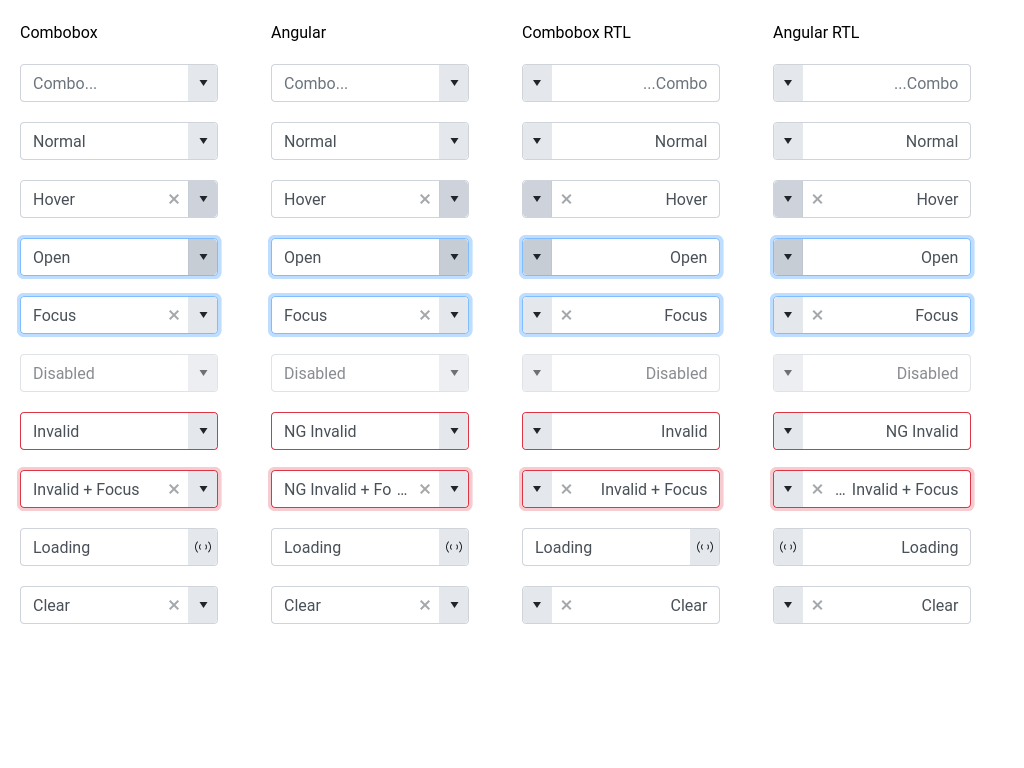 Combobox Angular Combobox RTL Angular RTL
Combo... Combo... ...Combo ...Combo
Normal Normal Normal Normal
Hover Hover Hover Hover
Open Open Open Open
Focus Focus Focus Focus
Disabled Disabled Disabled Disabled
Invalid NG Invalid Invalid NG Invalid
Invalid + Focus NG Invalid + Fo ... Invalid + Focus ... Invalid + Focus
Loading Loading Loading Loading
Clear Clear Clear Clear